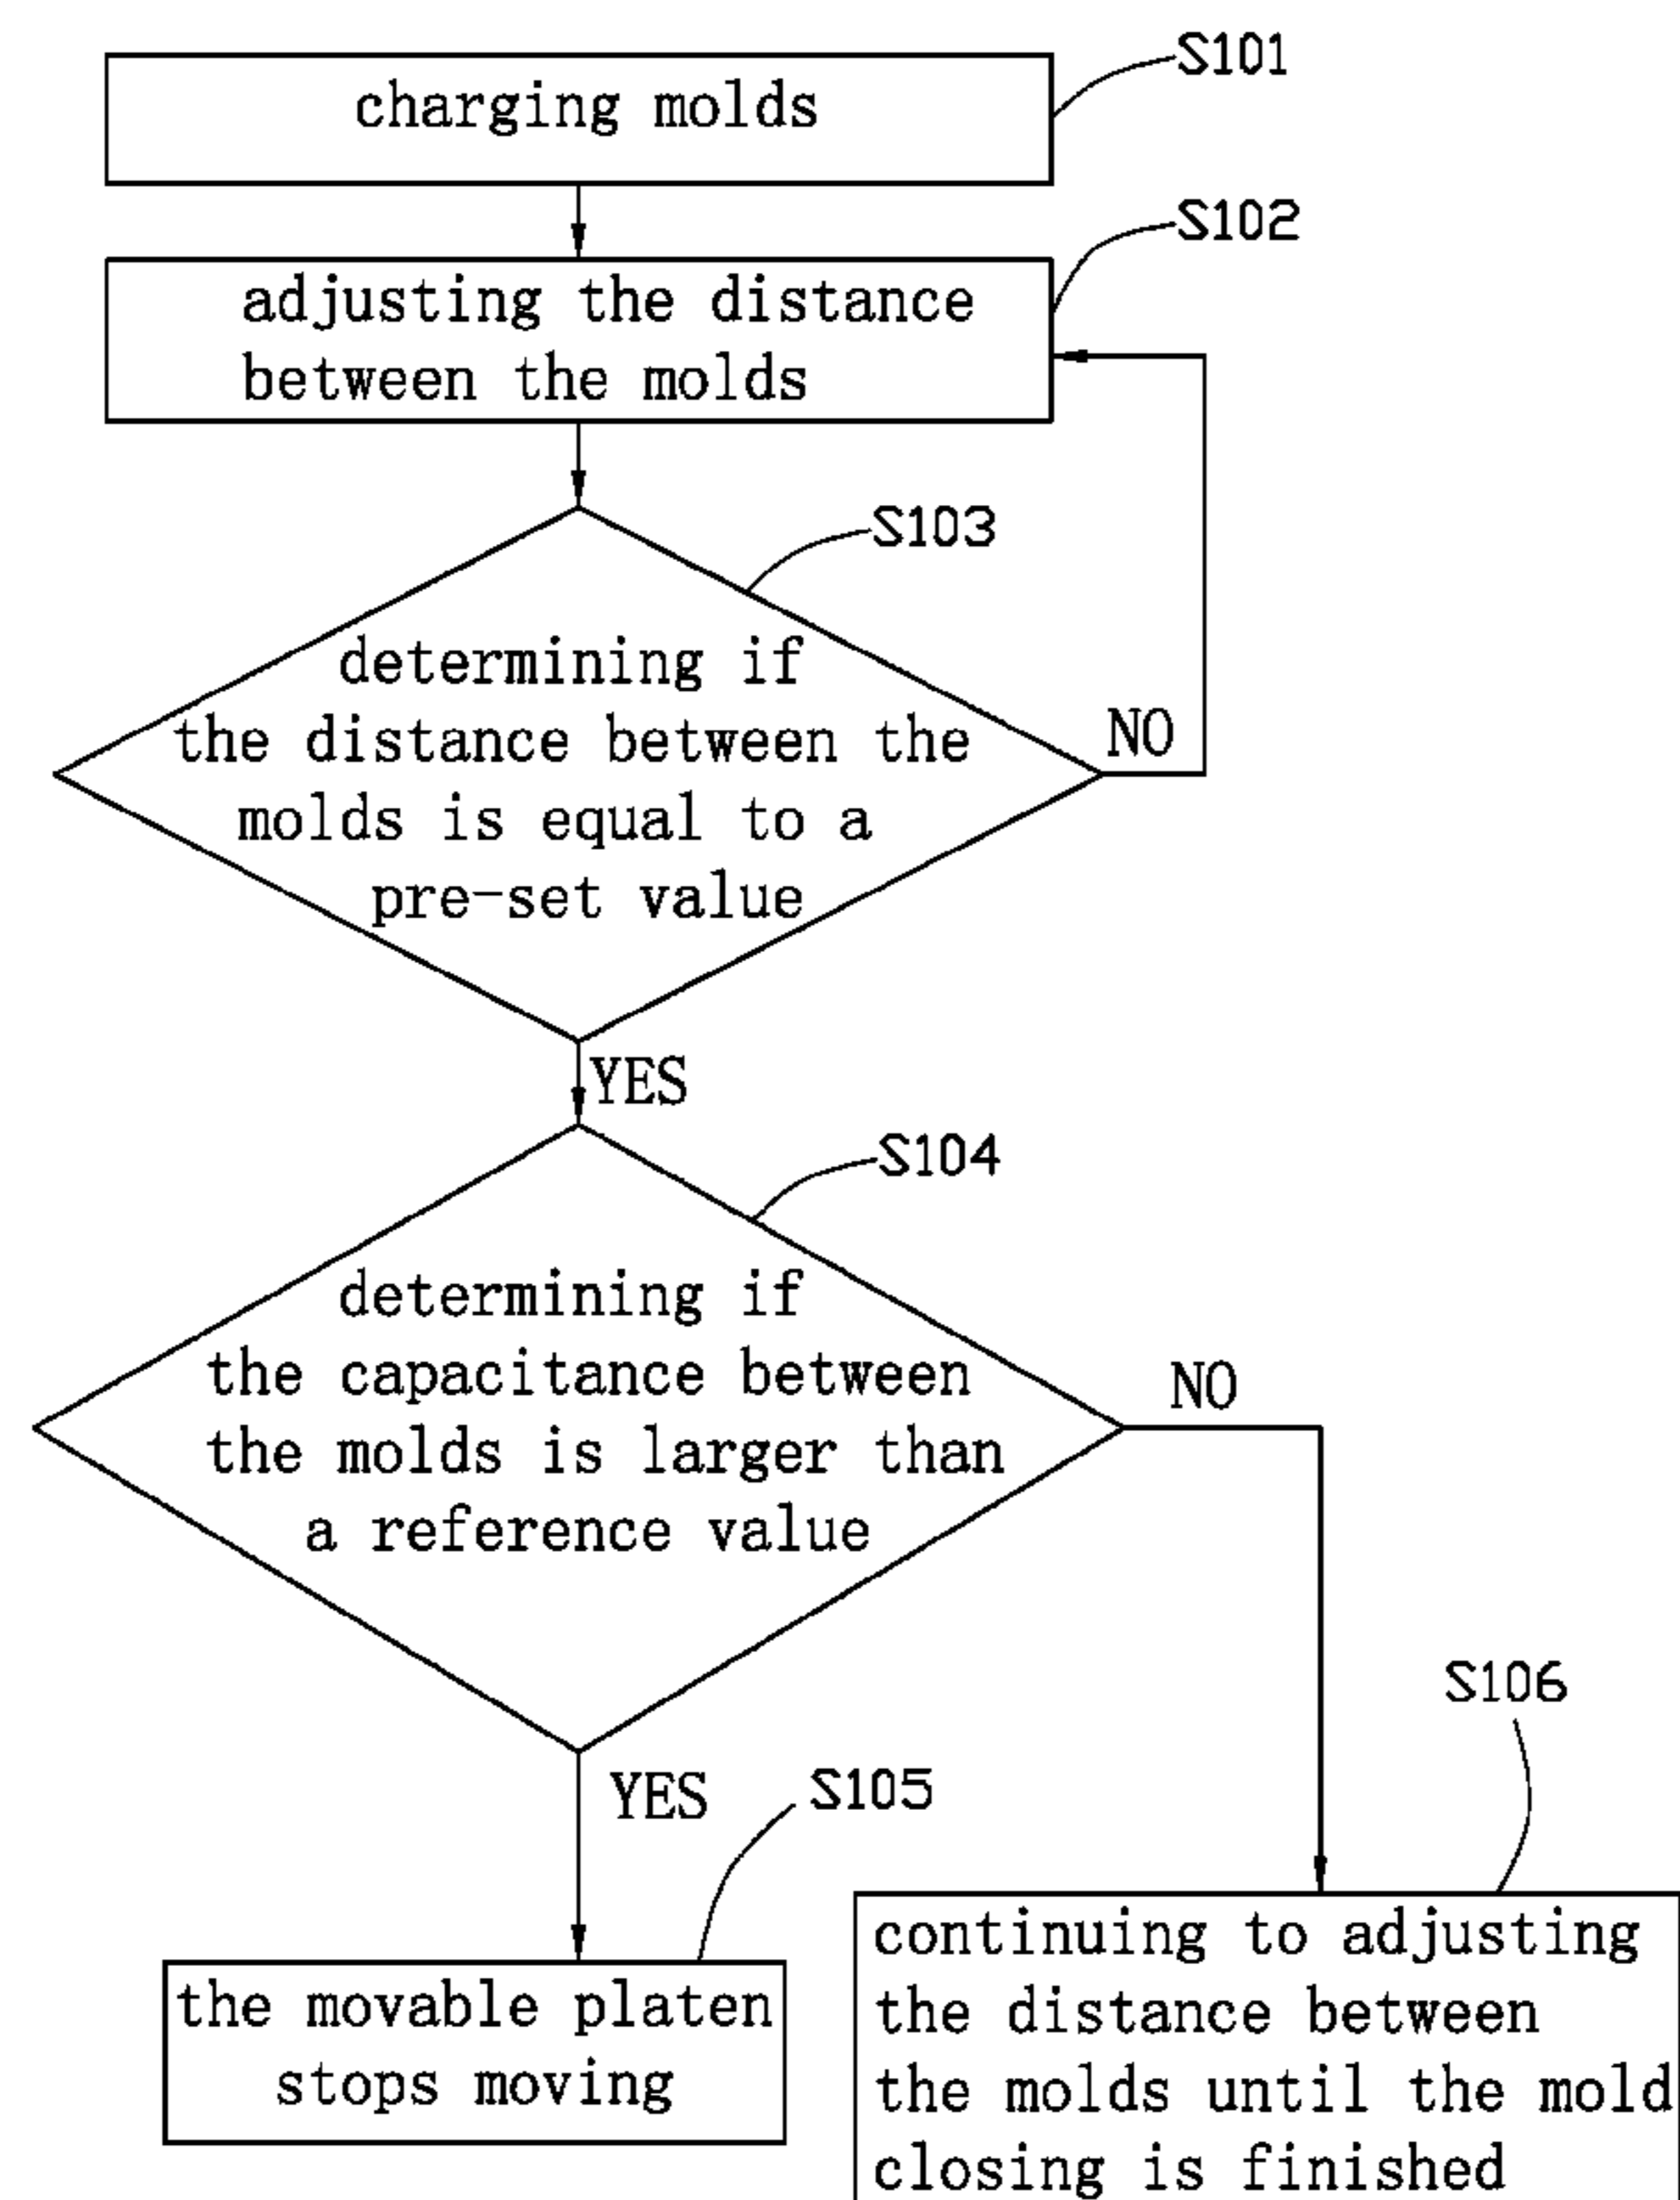 S101
charging molds
S102
adjusting the distance
between the molds
S103
determining if
the distance between the
molds is equal to a
pre-set value
NO
YES
S104
determining if
the capacitance between
the molds is larger than
a reference value
NO
YES
S105
S106
the movable platen
stops moving
continuing to adjusting
the distance between
the molds until the mold
closing is finished